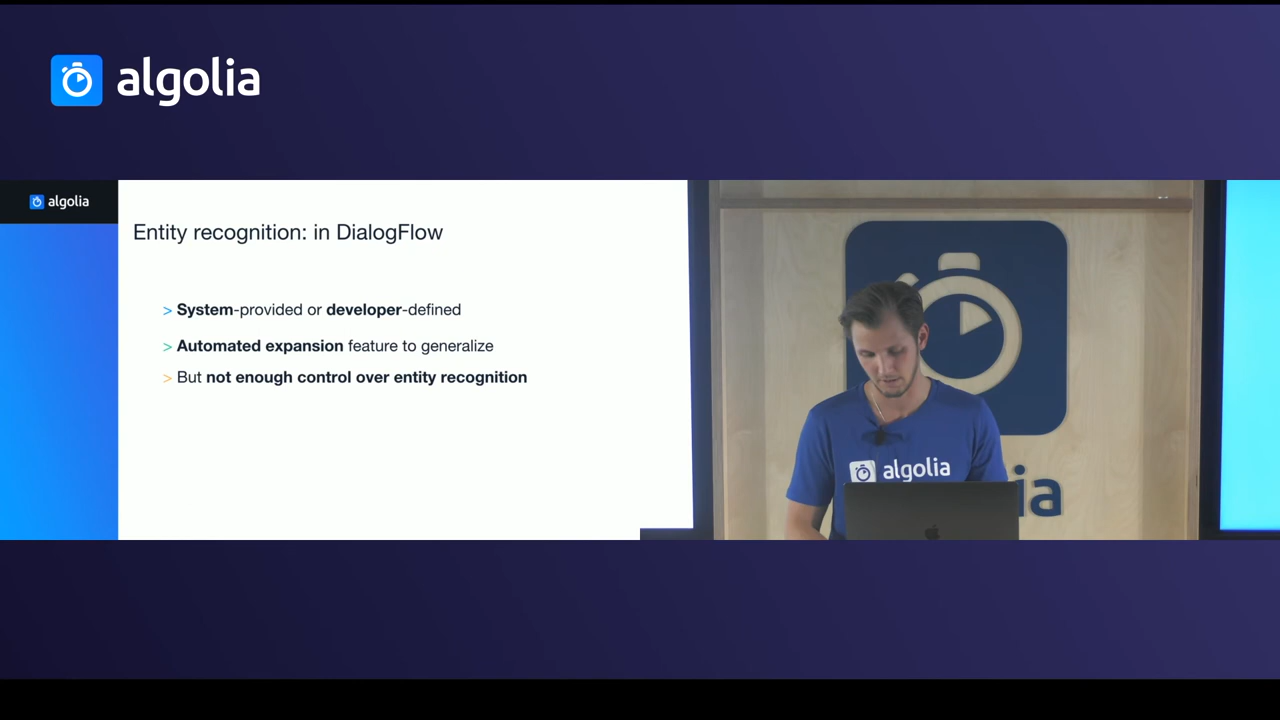 algolia
algolia
Entity recognition: in DialogFlow
> System-provided or developer-defined
> Automated expansion feature to generalize
> But not enough control over entity recognition
algolia
ia